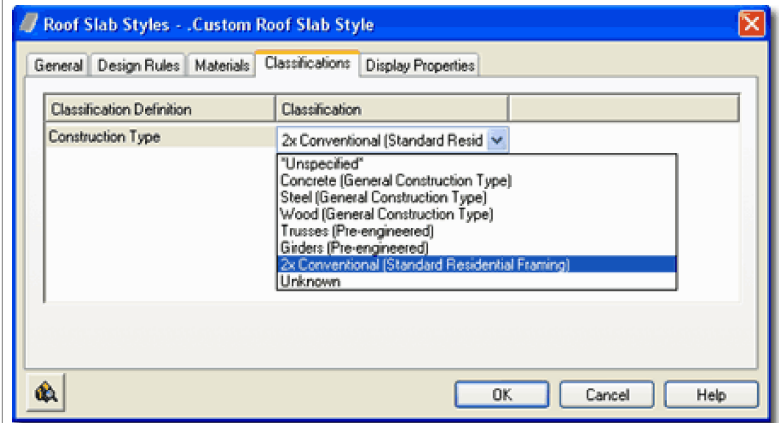 Roof Slab Styles - .Custom Roof Slab Style
General Design Rules Materials Classifications Display Properties
Classification Definition Classification
Construction Type 2x Conventional (Standard Resid
*Unspecified*
Concrete (General Construction Type)
Steel (General Construction Type)
Wood (General Construction Type)
Trusses (Pre-engineered)
Girders (Pre-engineered)
2x Conventional (Standard Residential Framing)
Unknown
OK Cancel Help